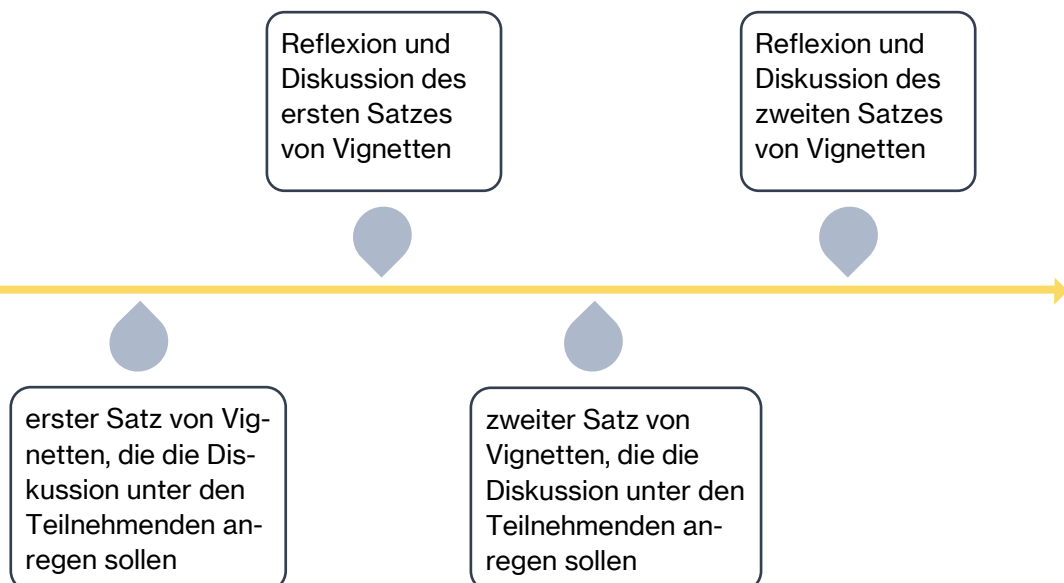 Reflexion und
Diskussion des
ersten Satzes
von Vignetten
Reflexion und
Diskussion des
zweiten Satzes
von Vignetten
erster Satz von Vig-
netten, die die Dis-
kussion unter den
Teilnehmenden an-
regen sollen
zweiter Satz von
Vignetten, die die
Diskussion unter den
Teilnehmenden an-
regen sollen